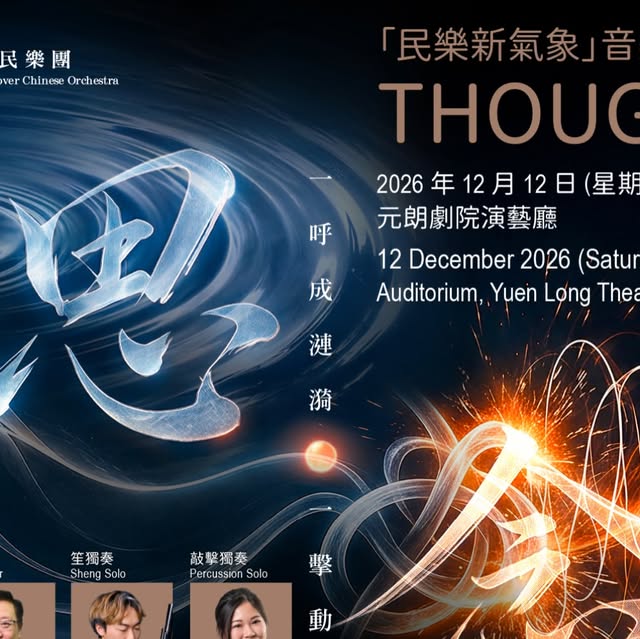 民樂團
over Chinese Orchestra
「民樂新氣象」音
THOUG
2026 年 12 月 12 日 (星期
元朗劇院演藝廳
12 December 2026 (Satur
Auditorium, Yuen Long Thea
思
一呼成漣漪
一擊動
笙獨奏
Sheng Solo
敲擊獨奏
Percussion Solo